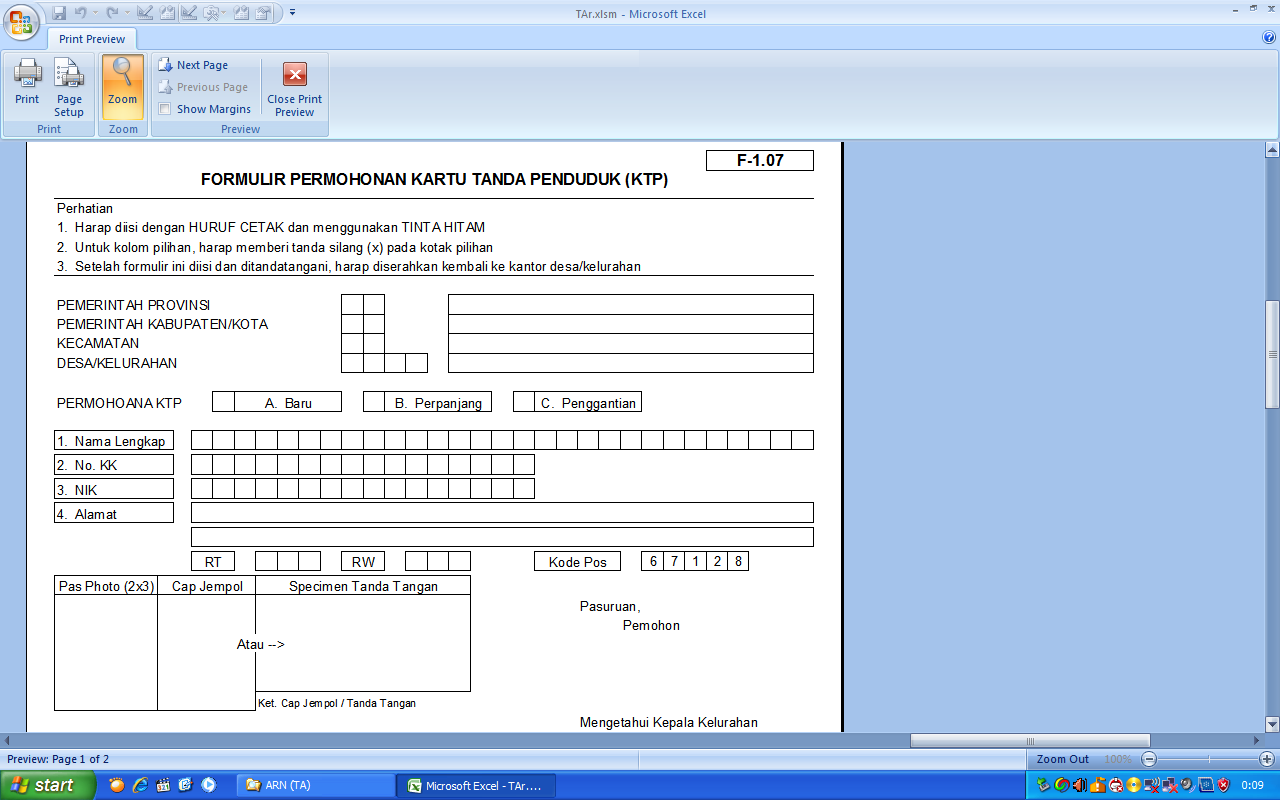 TAr.xlsm - Microsoft Excel
Print Preview
Print
Page Setup
Zoom
Next Page
Previous Page
Show Margins
Close Print Preview
Print
Zoom
Preview
F-1.07
FORMULIR PERMOHONAN KARTU TANDA PENDUDUK (KTP)
Perhatian
1. Harap diisi dengan HURUF CETAK dan menggunakan TINTA HITAM
2. Untuk kolom pilihan, harap memberi tanda silang (x) pada kotak pilihan
3. Setelah formulir ini diisi dan ditandatangani, harap diserahkan kembali ke kantor desa/kelurahan
PEMERINTAH PROVINSI
PEMERINTAH KABUPATEN/KOTA
KECAMATAN
DESA/KELURAHAN
PERMOHOANA KTP A. Baru B. Perpanjang C. Penggantian
1. Nama Lengkap
2. No. KK
3. NIK
4. Alamat
RT RW Kode Pos 6 7 1 2 8
Pas Photo (2x3) Cap Jempol Specimen Tanda Tangan
Pasuruan,
Pemohon
Atau -->
Ket. Cap Jempol / Tanda Tangan
Mengetahui Kepala Kelurahan
Preview: Page 1 of 2
Zoom Out 100%
start
ARN (TA)
Microsoft Excel - TAr....
0:09